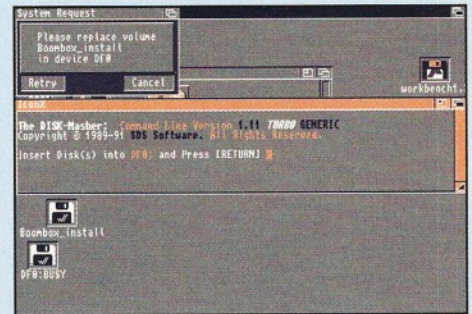 System Request
Please replace volume
Boombox_install
in device DF0
Retry Cancel
workbench1.
IconX
The DISK-Masher: Command Line Version 1.11 TURBO GENERIC
Copyright © 1989-91 SDS Software. All Rights Reserved.
Insert Disk(s) into DF0: and Press [RETURN]
Boombox_install
DF0:BUSY